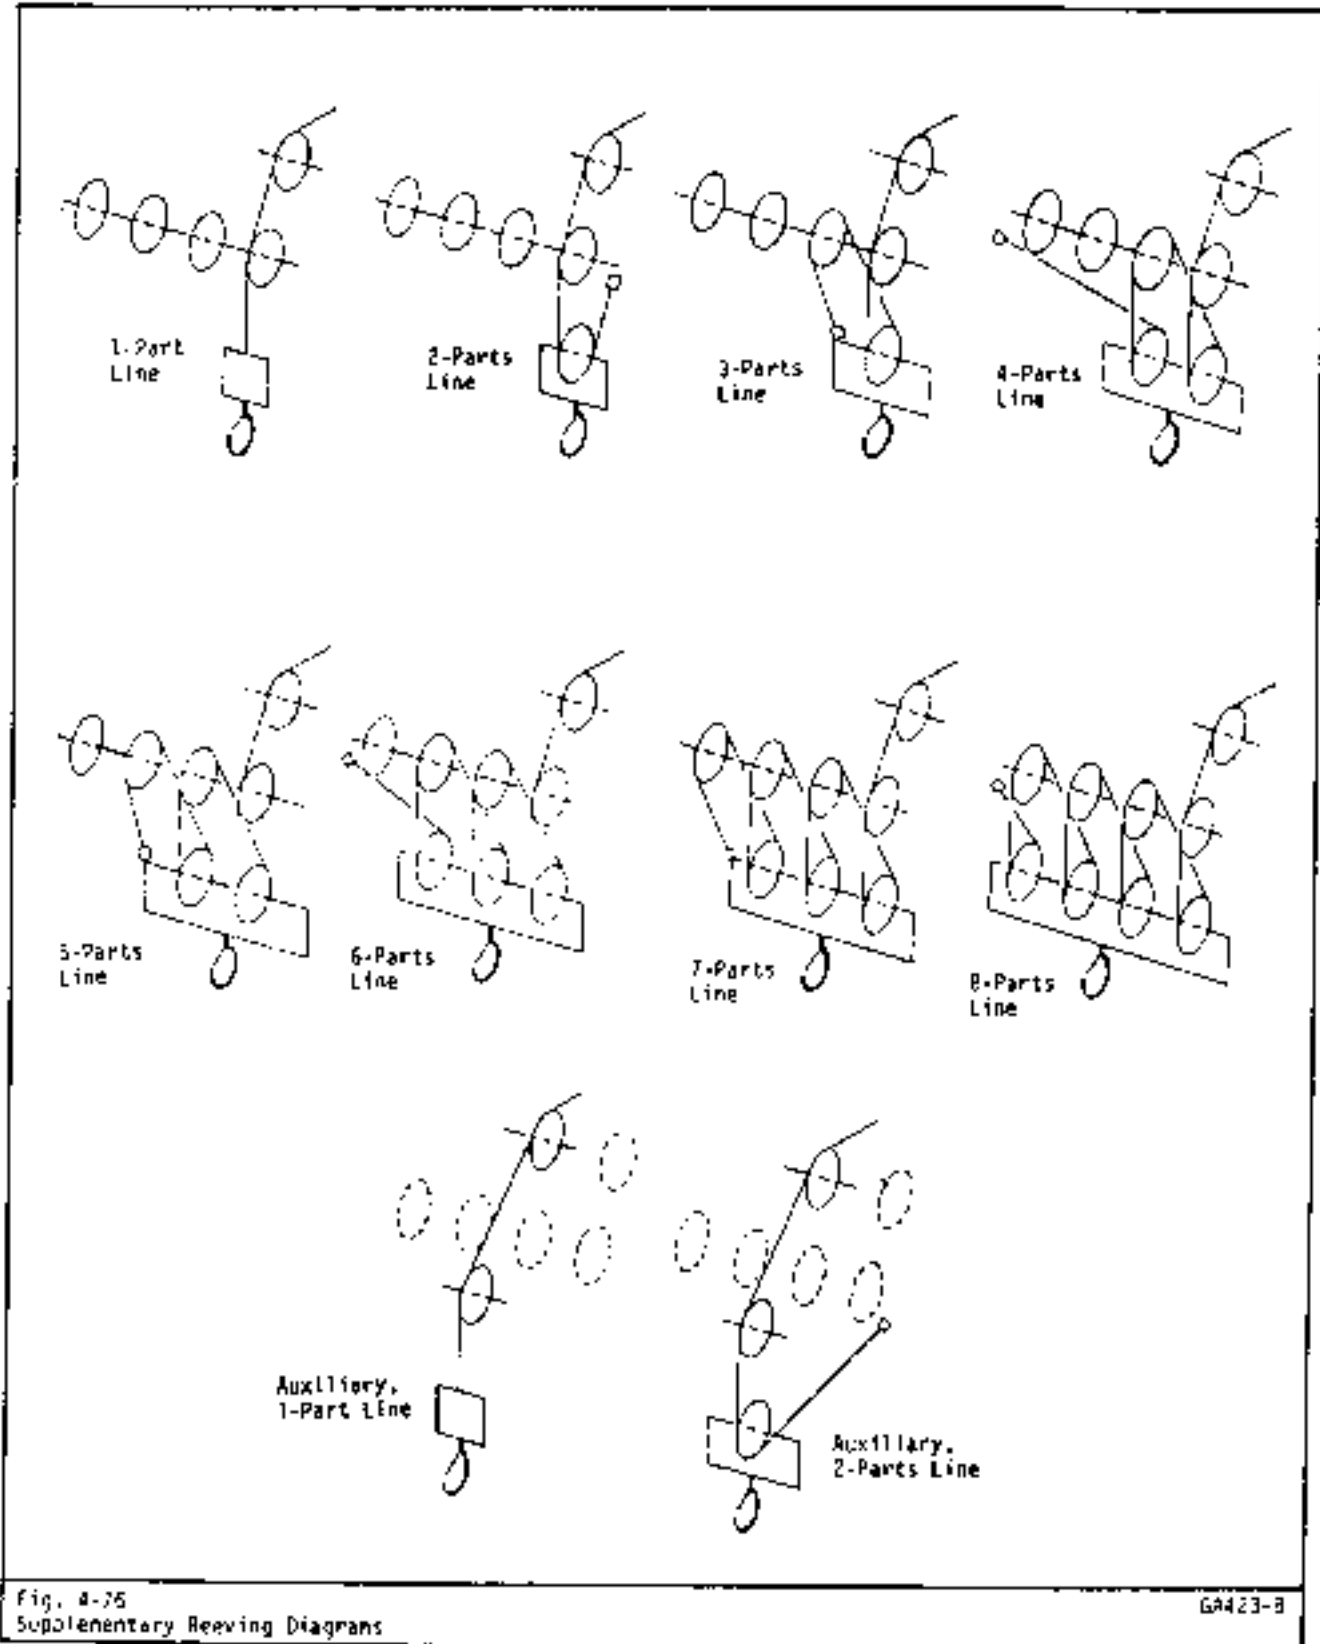 1-Part
Line
2-Parts
Line
3-Parts
Line
4-Parts
Line
5-Parts
Line
6-Parts
Line
7-Parts
Line
8-Parts
Line
Auxiliary,
1-Part Line
Auxiliary,
2-Parts Line
Fig. 4-76
Supplementary Reeving Diagrams
GA423-B